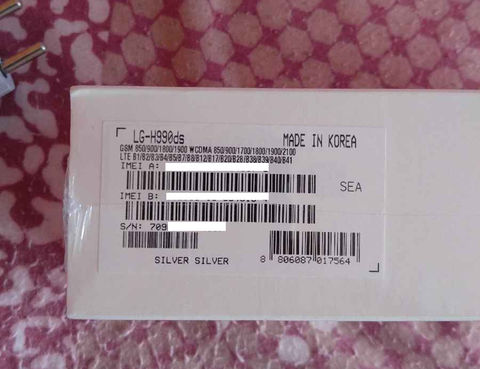 LG-H990ds MADE IN KOREA
GSM 850/900/1800/1900 WCDMA 850/900/1700/1800/1900/2100
LTE B1/B2/B3/B4/B5/B7/B8/B12/B17/B20/B28/B38/B39/B40/B41
IMEI A:
SEA
IMEI B:
S/N: 709
SILVER SILVER
8 806087 017564